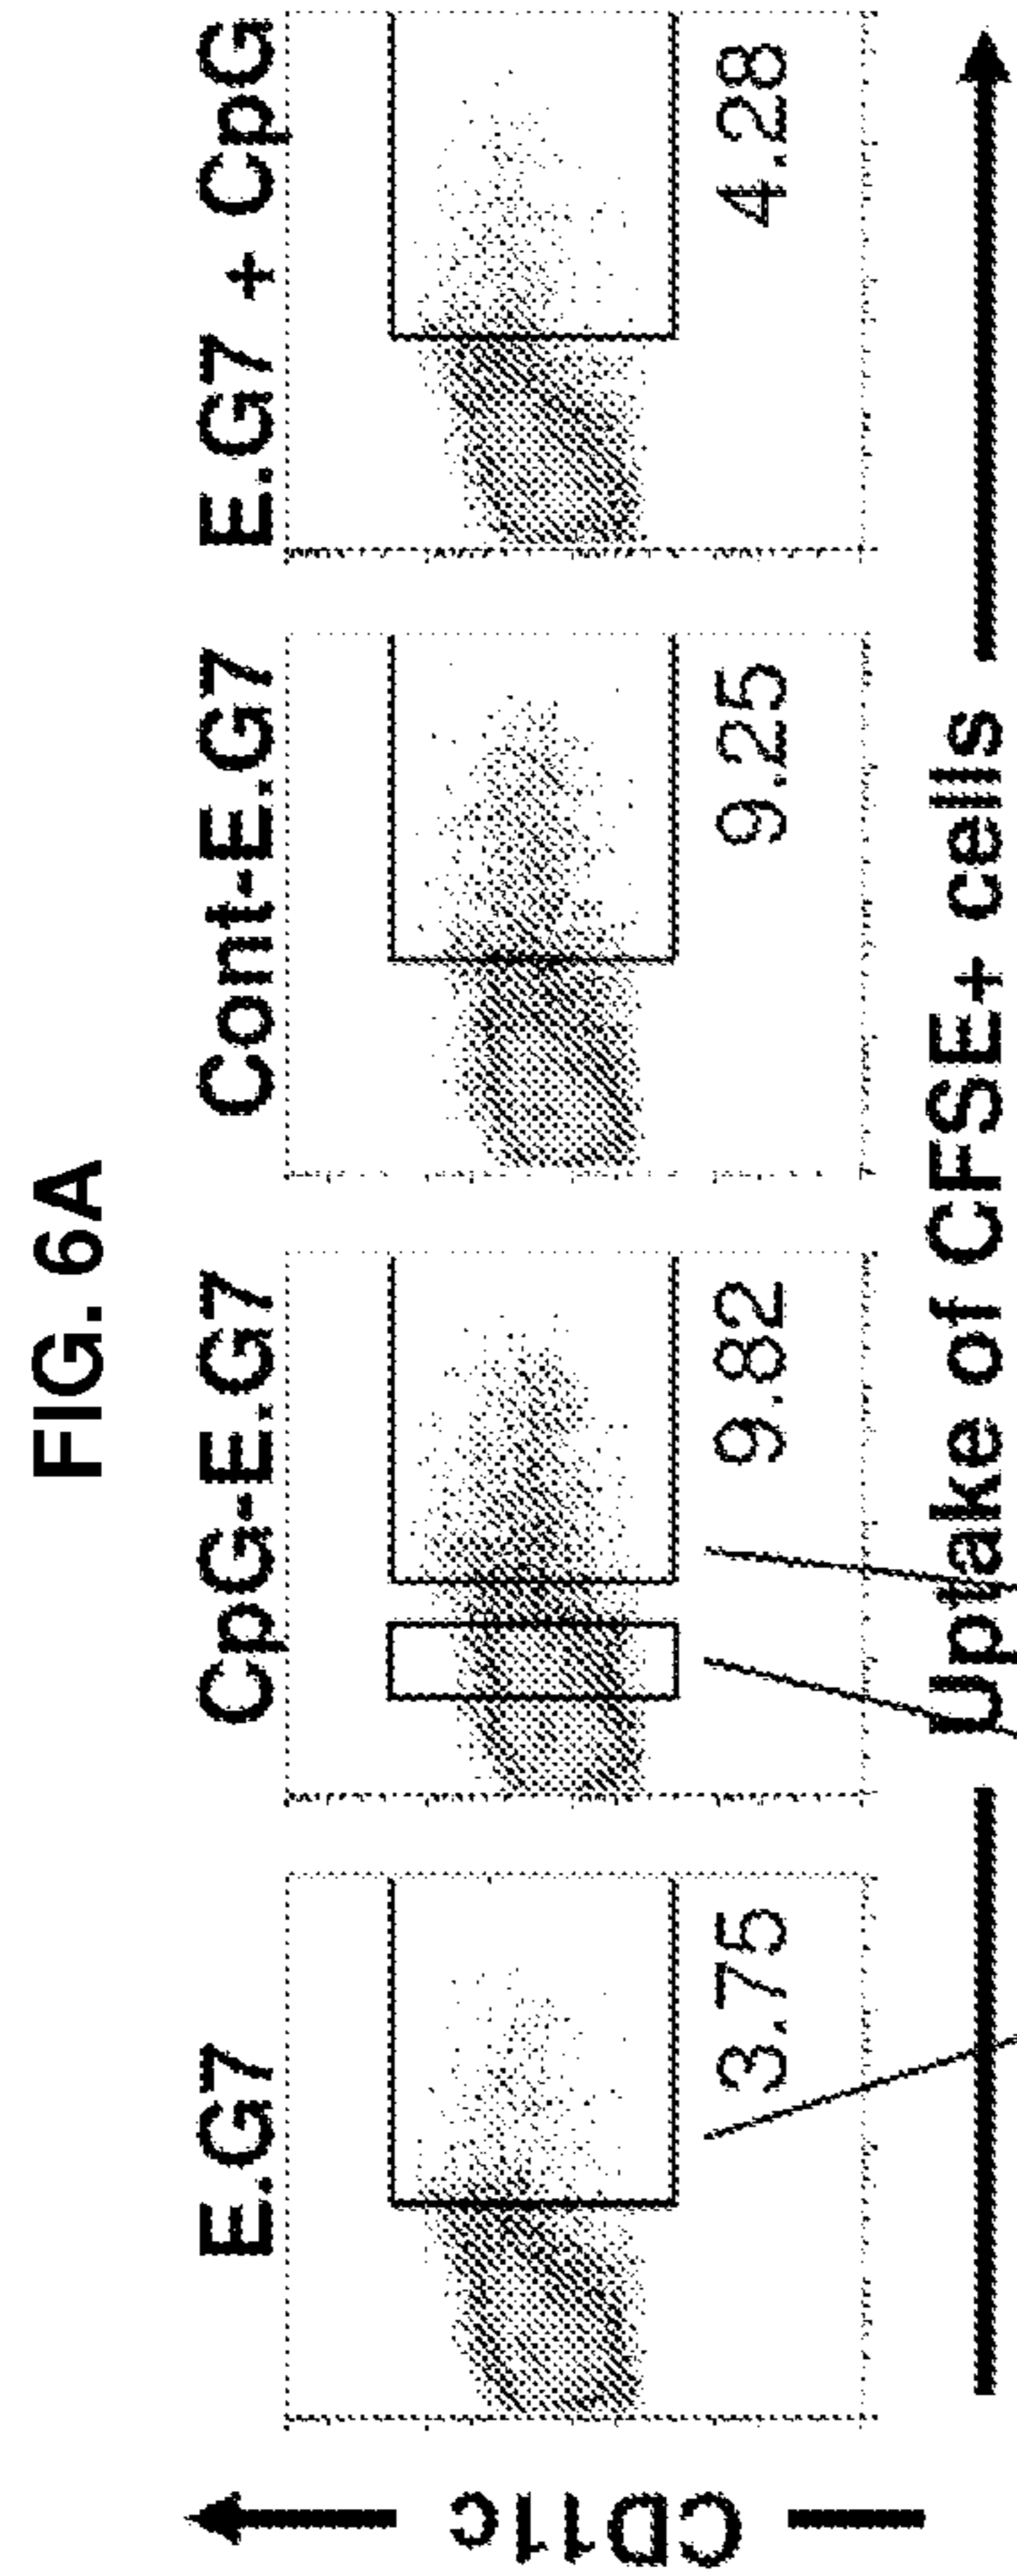 FIG. 6A
E.G7
CpG-E.G7
Cont-E.G7
E.G7 + CpG
CD11c
3.75
9.82
9.25
4.28
Uptake of CFSE+ cells